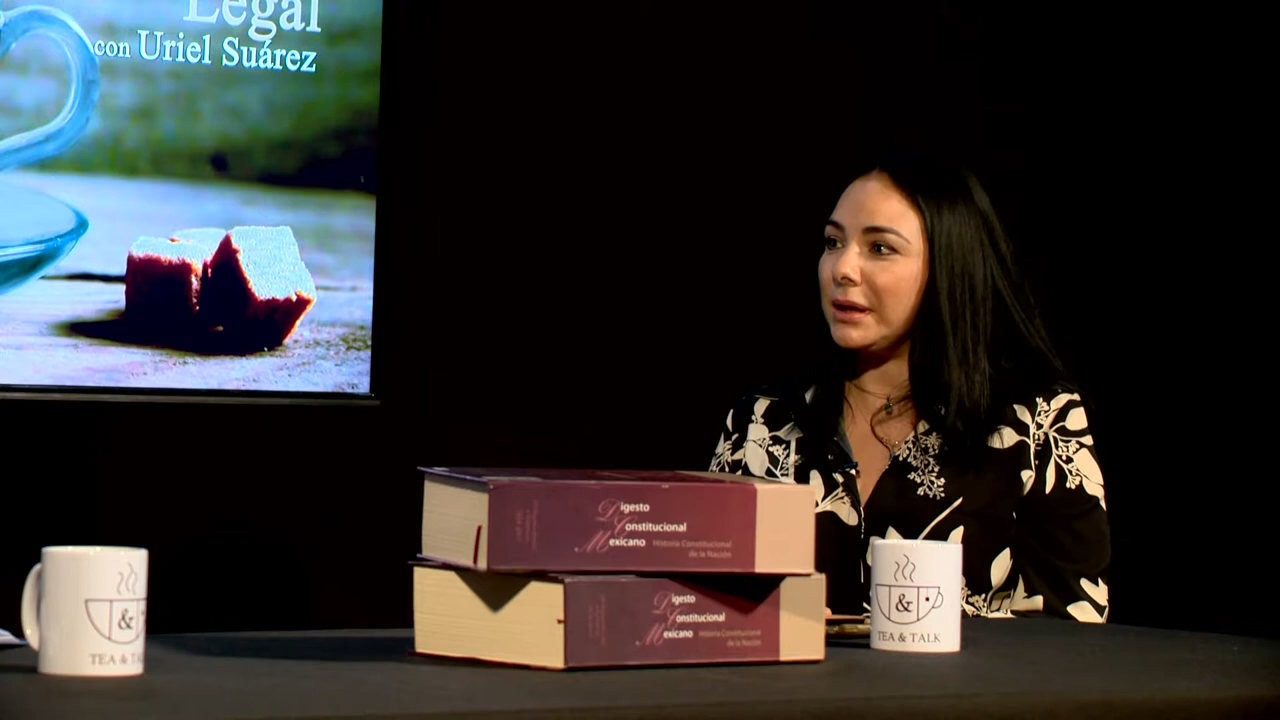 Legal
con Uriel Suárez
Digesto
Constitucional
Mexicano Historia Constitucional
de la Nación
Digesto
Constitucional
Mexicano Historia Constitucional
de la Nación
&
TEA & TAL
&
TEA & TALK